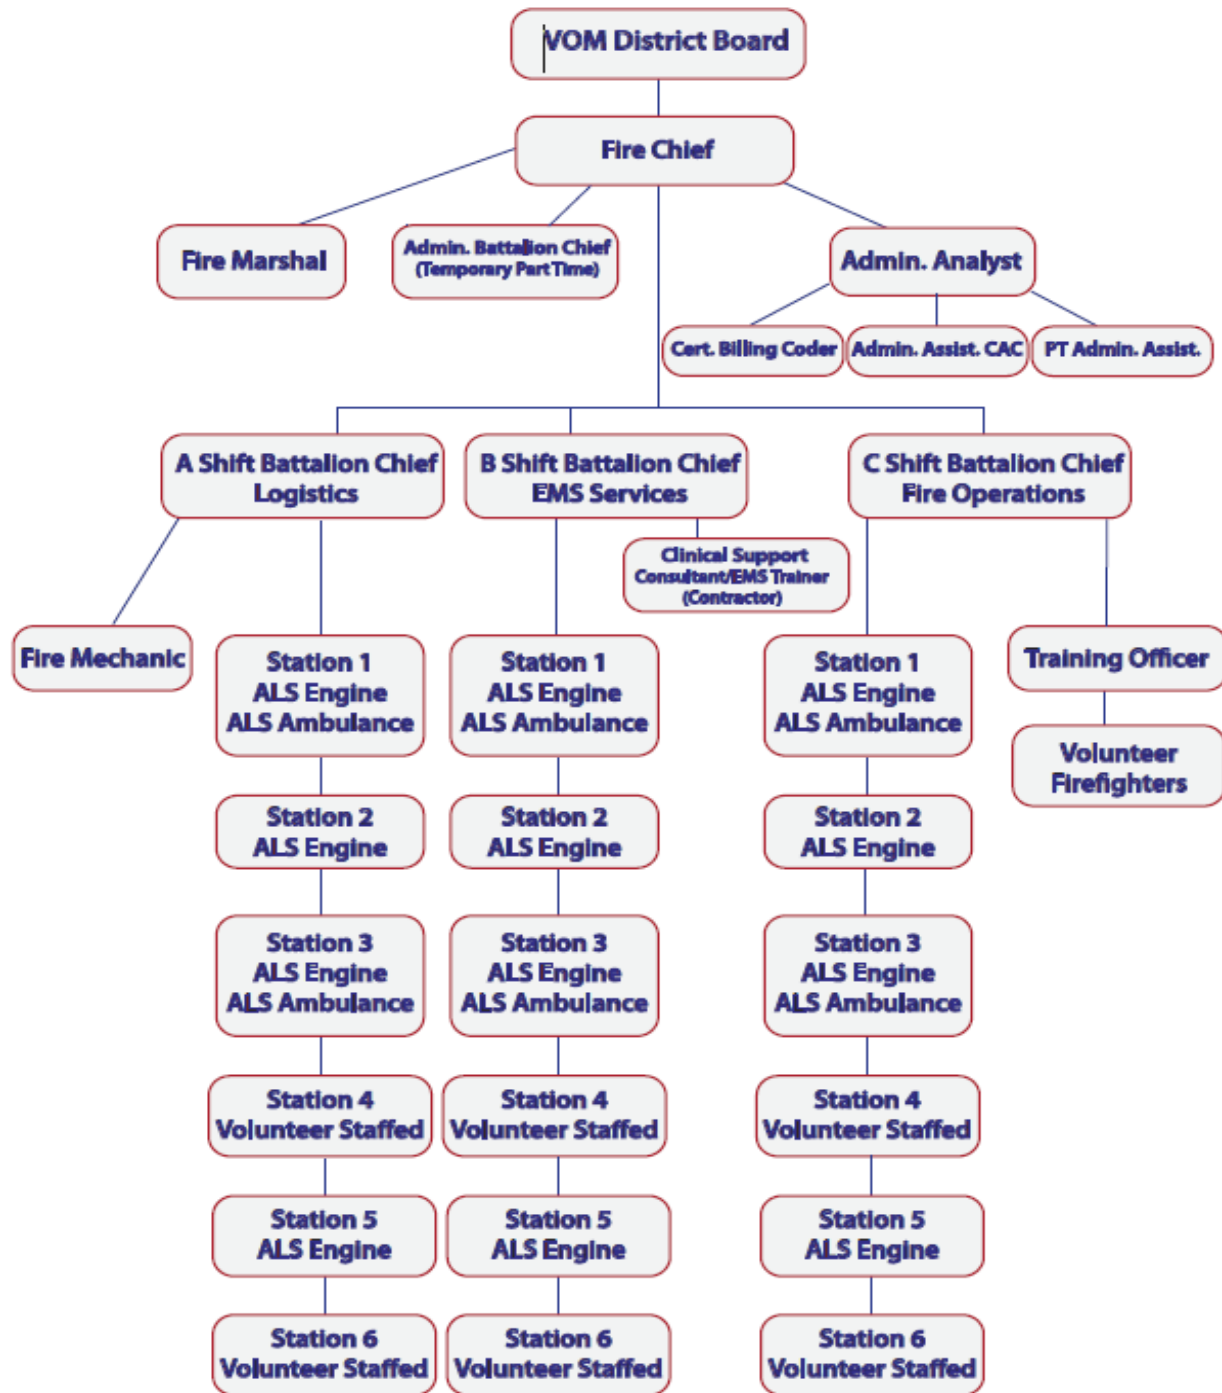 VOM District Board
Fire Chief
Fire Marshal
Admin. Battalion Chief
(Temporary Part Time)
Admin. Analyst
Cert. Billing Coder
Admin. Assist. CAC
PT Admin. Assist.
A Shift Battalion Chief
Logistics
B Shift Battalion Chief
EMS Services
C Shift Battalion Chief
Fire Operations
Clinical Support
Consultant/EMS Trainer
(Contractor)
Fire Mechanic
Station 1
ALS Engine
ALS Ambulance
Station 1
ALS Engine
ALS Ambulance
Station 1
ALS Engine
ALS Ambulance
Training Officer
Volunteer
Firefighters
Station 2
ALS Engine
Station 2
ALS Engine
Station 2
ALS Engine
Station 3
ALS Engine
ALS Ambulance
Station 3
ALS Engine
ALS Ambulance
Station 3
ALS Engine
ALS Ambulance
Station 4
Volunteer Staffed
Station 4
Volunteer Staffed
Station 4
Volunteer Staffed
Station 5
ALS Engine
Station 5
ALS Engine
Station 5
ALS Engine
Station 6
Volunteer Staffed
Station 6
Volunteer Staffed
Station 6
Volunteer Staffed